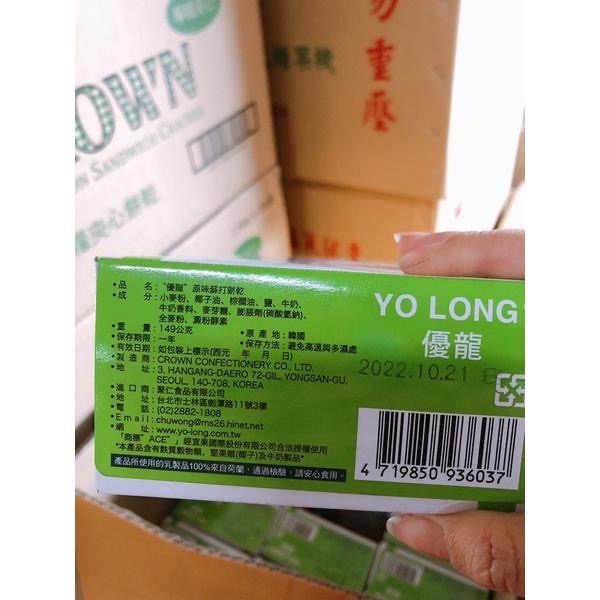 易重壓
ROWN
N SANDWICH CRACKER
夾心餅乾
YO LONG
優龍
2022.10.21
4 719850 936037
•品　名："優龍"原味蘇打餅乾
•成　分：小麥粉、椰子油、棕櫚油、鹽、牛奶、
牛奶香料、麥芽糖、膨脹劑(碳酸氫鈉)、
全麥粉、澱粉酵素
•重　量：149公克　•原產地：韓國
•保存期限：一年　•保存方法：避免高溫與多濕處
•有效日期：如包裝上標示(西元　年　月　日)
•製造商：CROWN CONFECTIONERY CO., LTD.
•地　址：3, HANGANG-DAERO 72-GIL, YONGSAN-GU,
SEOUL, 140-708, KOREA
•進口商：聚仁食品有限公司
•地　址：台北市士林區劍潭路11號3樓
•電　話：(02)2882-1808
•Email：chuwong@ms26.hinet.net
•網　址：www.yo-long.com.tw
「商標"ACE"」經宜果國際股份有限公司合法授權使用
*本產品含有麩質穀物類、堅果類(椰子)及牛奶製品*
產品所使用的乳製品100%來自荷蘭，通過檢驗，請安心食用。